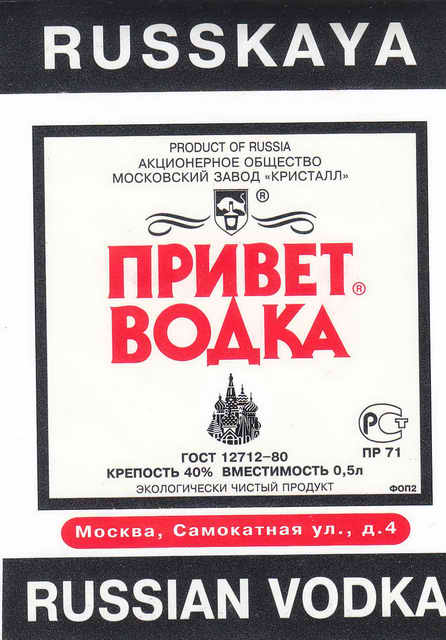 RUSSKAYA
PRODUCT OF RUSSIA
АКЦИОНЕРНОЕ ОБЩЕСТВО
МОСКОВСКИЙ ЗАВОД «КРИСТАЛЛ»
®
ПРИВЕТ®
ВОДКА
РСТ
ПР 71
ГОСТ 12712–80
КРЕПОСТЬ 40% ВМЕСТИМОСТЬ 0,5л
ЭКОЛОГИЧЕСКИ ЧИСТЫЙ ПРОДУКТ
ФОП2
Москва, Самокатная ул., д.4
RUSSIAN VODKA